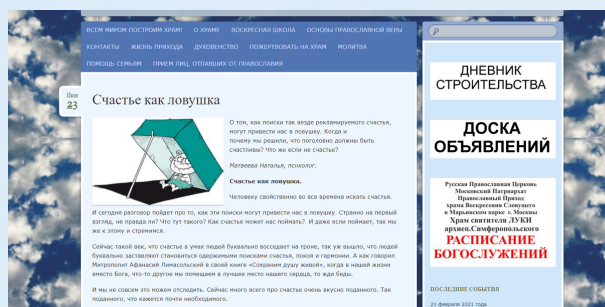 ВСЕМ МИРОМ ПОСТРОИМ ХРАМ! О ХРАМЕ ВОСКРЕСНАЯ ШКОЛА ОСНОВЫ ПРАВОСЛАВНОЙ ВЕРЫ
КОНТАКТЫ ЖИЗНЬ ПРИХОДА ДУХОВЕНСТВО ПОЖЕРТВОВАТЬ НА ХРАМ МОЛИТВА
ПОМОЩЬ СЕМЬЯМ ПРИЕМ ЛИЦ, ОТПАВШИХ ОТ ПРАВОСЛАВИЯ
23
Счастье как ловушка
О том, как поиски так везде рекламируемого счастья,
могут привести нас в ловушку. Когда и
почему мы решили, что поголовно должны быть
счастливы? Что же если не счастье?
Матвеева Наталья, психолог.
Счастье как ловушка.
Человеку свойственно во все времена искать счастья.
И сегодня разговор пойдет про то, как эти поиски могут привести нас в ловушку. Странно на первый
взгляд, не правда ли? Что тут такого? Как счастье может нас поймать? И даже если поймает, так мы
же к этому и стремимся.
Сейчас такой век, что счастье в умах людей буквально восседает на троне, так уж вышло, что людей
буквально заставляют становиться одержимыми поисками счастья, покоя и гармонии. А как говорил
Митрополит Афанасий Лимасольский в своей книге «Сохраним душу живой», когда в нашей жизни
вместо Бога, что-то другое мы помещаем в лучшее место нашего сердца, то жди беды.
И мы не совсем это можем отследить. Сейчас много всего про счастье очень вкусно поданного. Так
поданного, что кажется почти необходимого.
ДНЕВНИК
СТРОИТЕЛЬСТВА
ДОСКА
ОБЪЯВЛЕНИЙ
Русская Православная Церковь
Московский Патриархат
Православный Приход
храма Воскресения Словущего
в Марьинском парке г. Москвы
Храм святителя ЛУКИ
архиеп.Симферопольского
РАСПИСАНИЕ
БОГОСЛУЖЕНИЙ
ПОСЛЕДНИЕ СОБЫТИЯ
21 февраля 2021 года